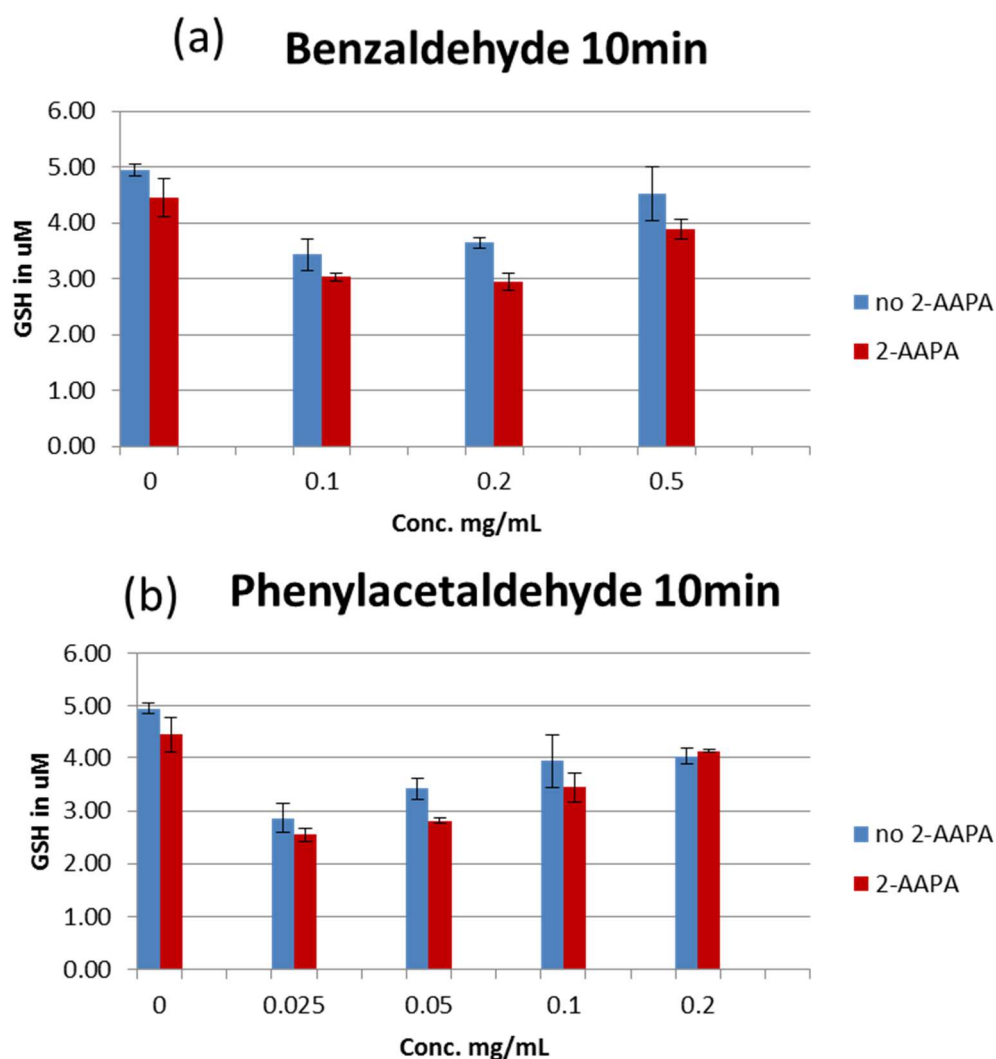 (a) Benzaldehyde 10min
6.00
5.00
4.00
3.00
2.00
1.00
0.00
GSH in uM
0 0.1 0.2 0.5
Conc. mg/mL
no 2-AAPA
2-AAPA
(b) Phenylacetaldehyde 10min
6.00
5.00
4.00
3.00
2.00
1.00
0.00
GSH in uM
0 0.025 0.05 0.1 0.2
Conc. mg/mL
no 2-AAPA
2-AAPA